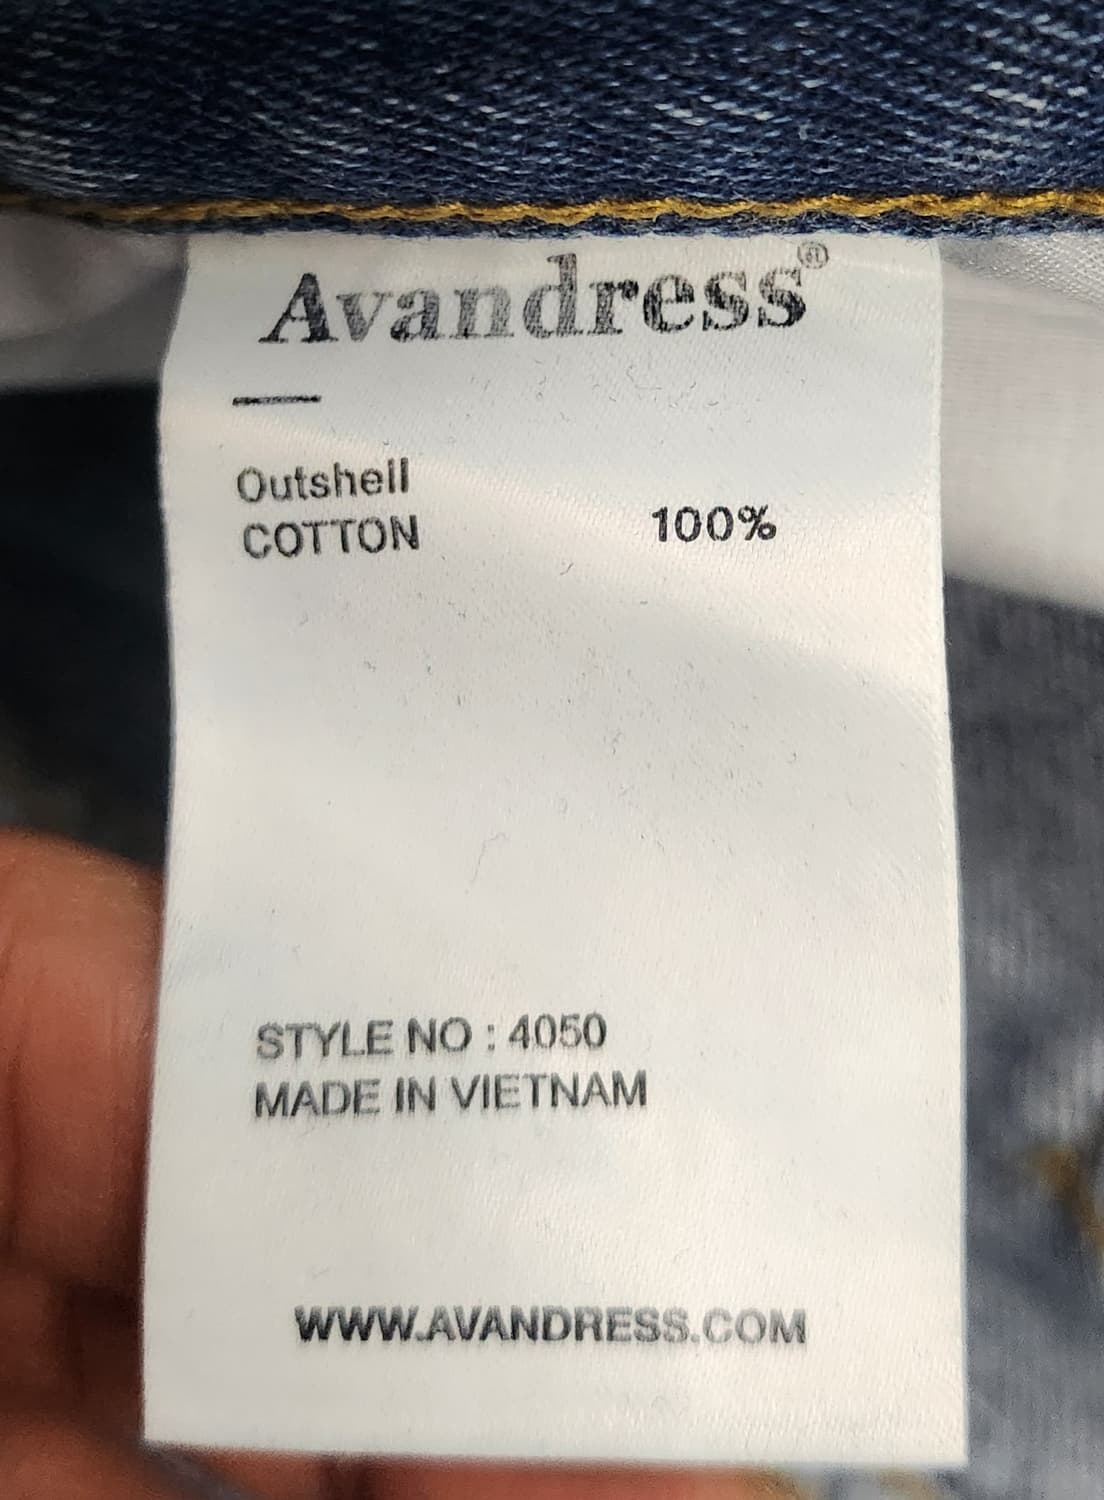 Avandress®
Outshell
COTTON 100%
STYLE NO : 4050
MADE IN VIETNAM
WWW.AVANDRESS.COM